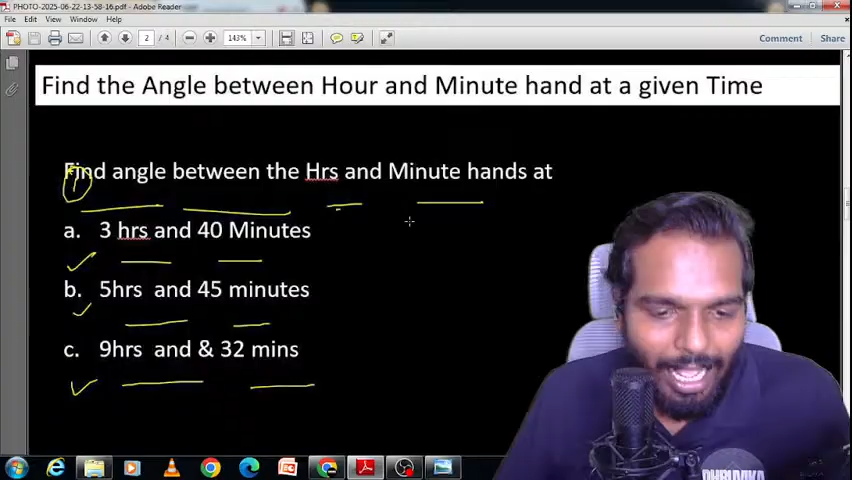 PHOTO-2025-06-22-13-58-16.pdf - Adobe Reader
File Edit View Window Help
2 / 4 143% Comment Share
Find the Angle between Hour and Minute hand at a given Time
Find angle between the Hrs and Minute hands at
1
a. 3 hrs and 40 Minutes
b. 5hrs and 45 minutes
c. 9hrs and & 32 mins
DHRUVIKA